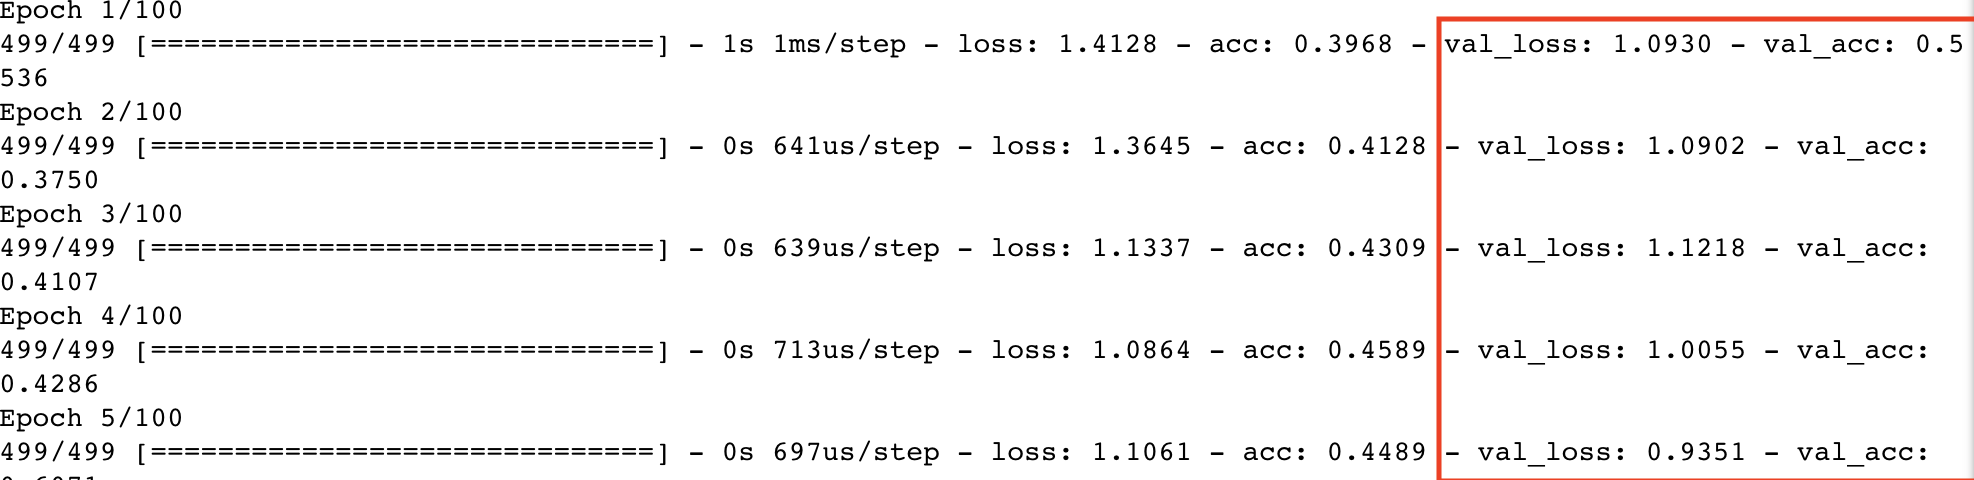 Epoch 1/100
499/499 [==============================] - 1s 1ms/step - loss: 1.4128 - acc: 0.3968 - val_loss: 1.0930 - val_acc: 0.5
536
Epoch 2/100
499/499 [==============================] - 0s 641us/step - loss: 1.3645 - acc: 0.4128 - val_loss: 1.0902 - val_acc:
0.3750
Epoch 3/100
499/499 [==============================] - 0s 639us/step - loss: 1.1337 - acc: 0.4309 - val_loss: 1.1218 - val_acc:
0.4107
Epoch 4/100
499/499 [==============================] - 0s 713us/step - loss: 1.0864 - acc: 0.4589 - val_loss: 1.0055 - val_acc:
0.4286
Epoch 5/100
499/499 [==============================] - 0s 697us/step - loss: 1.1061 - acc: 0.4489 - val_loss: 0.9351 - val_acc: